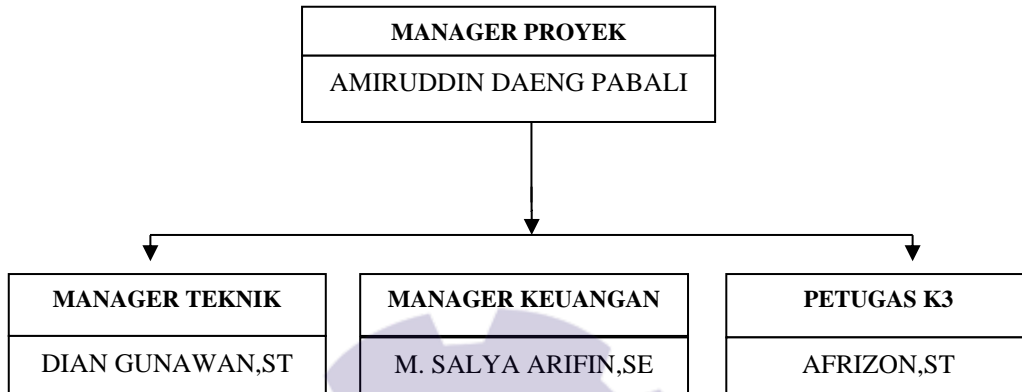 MANAGER PROYEK
AMIRUDDIN DAENG PABALI
MANAGER TEKNIK
DIAN GUNAWAN,ST
MANAGER KEUANGAN
M. SALYA ARIFIN,SE
PETUGAS K3
AFRIZON,ST